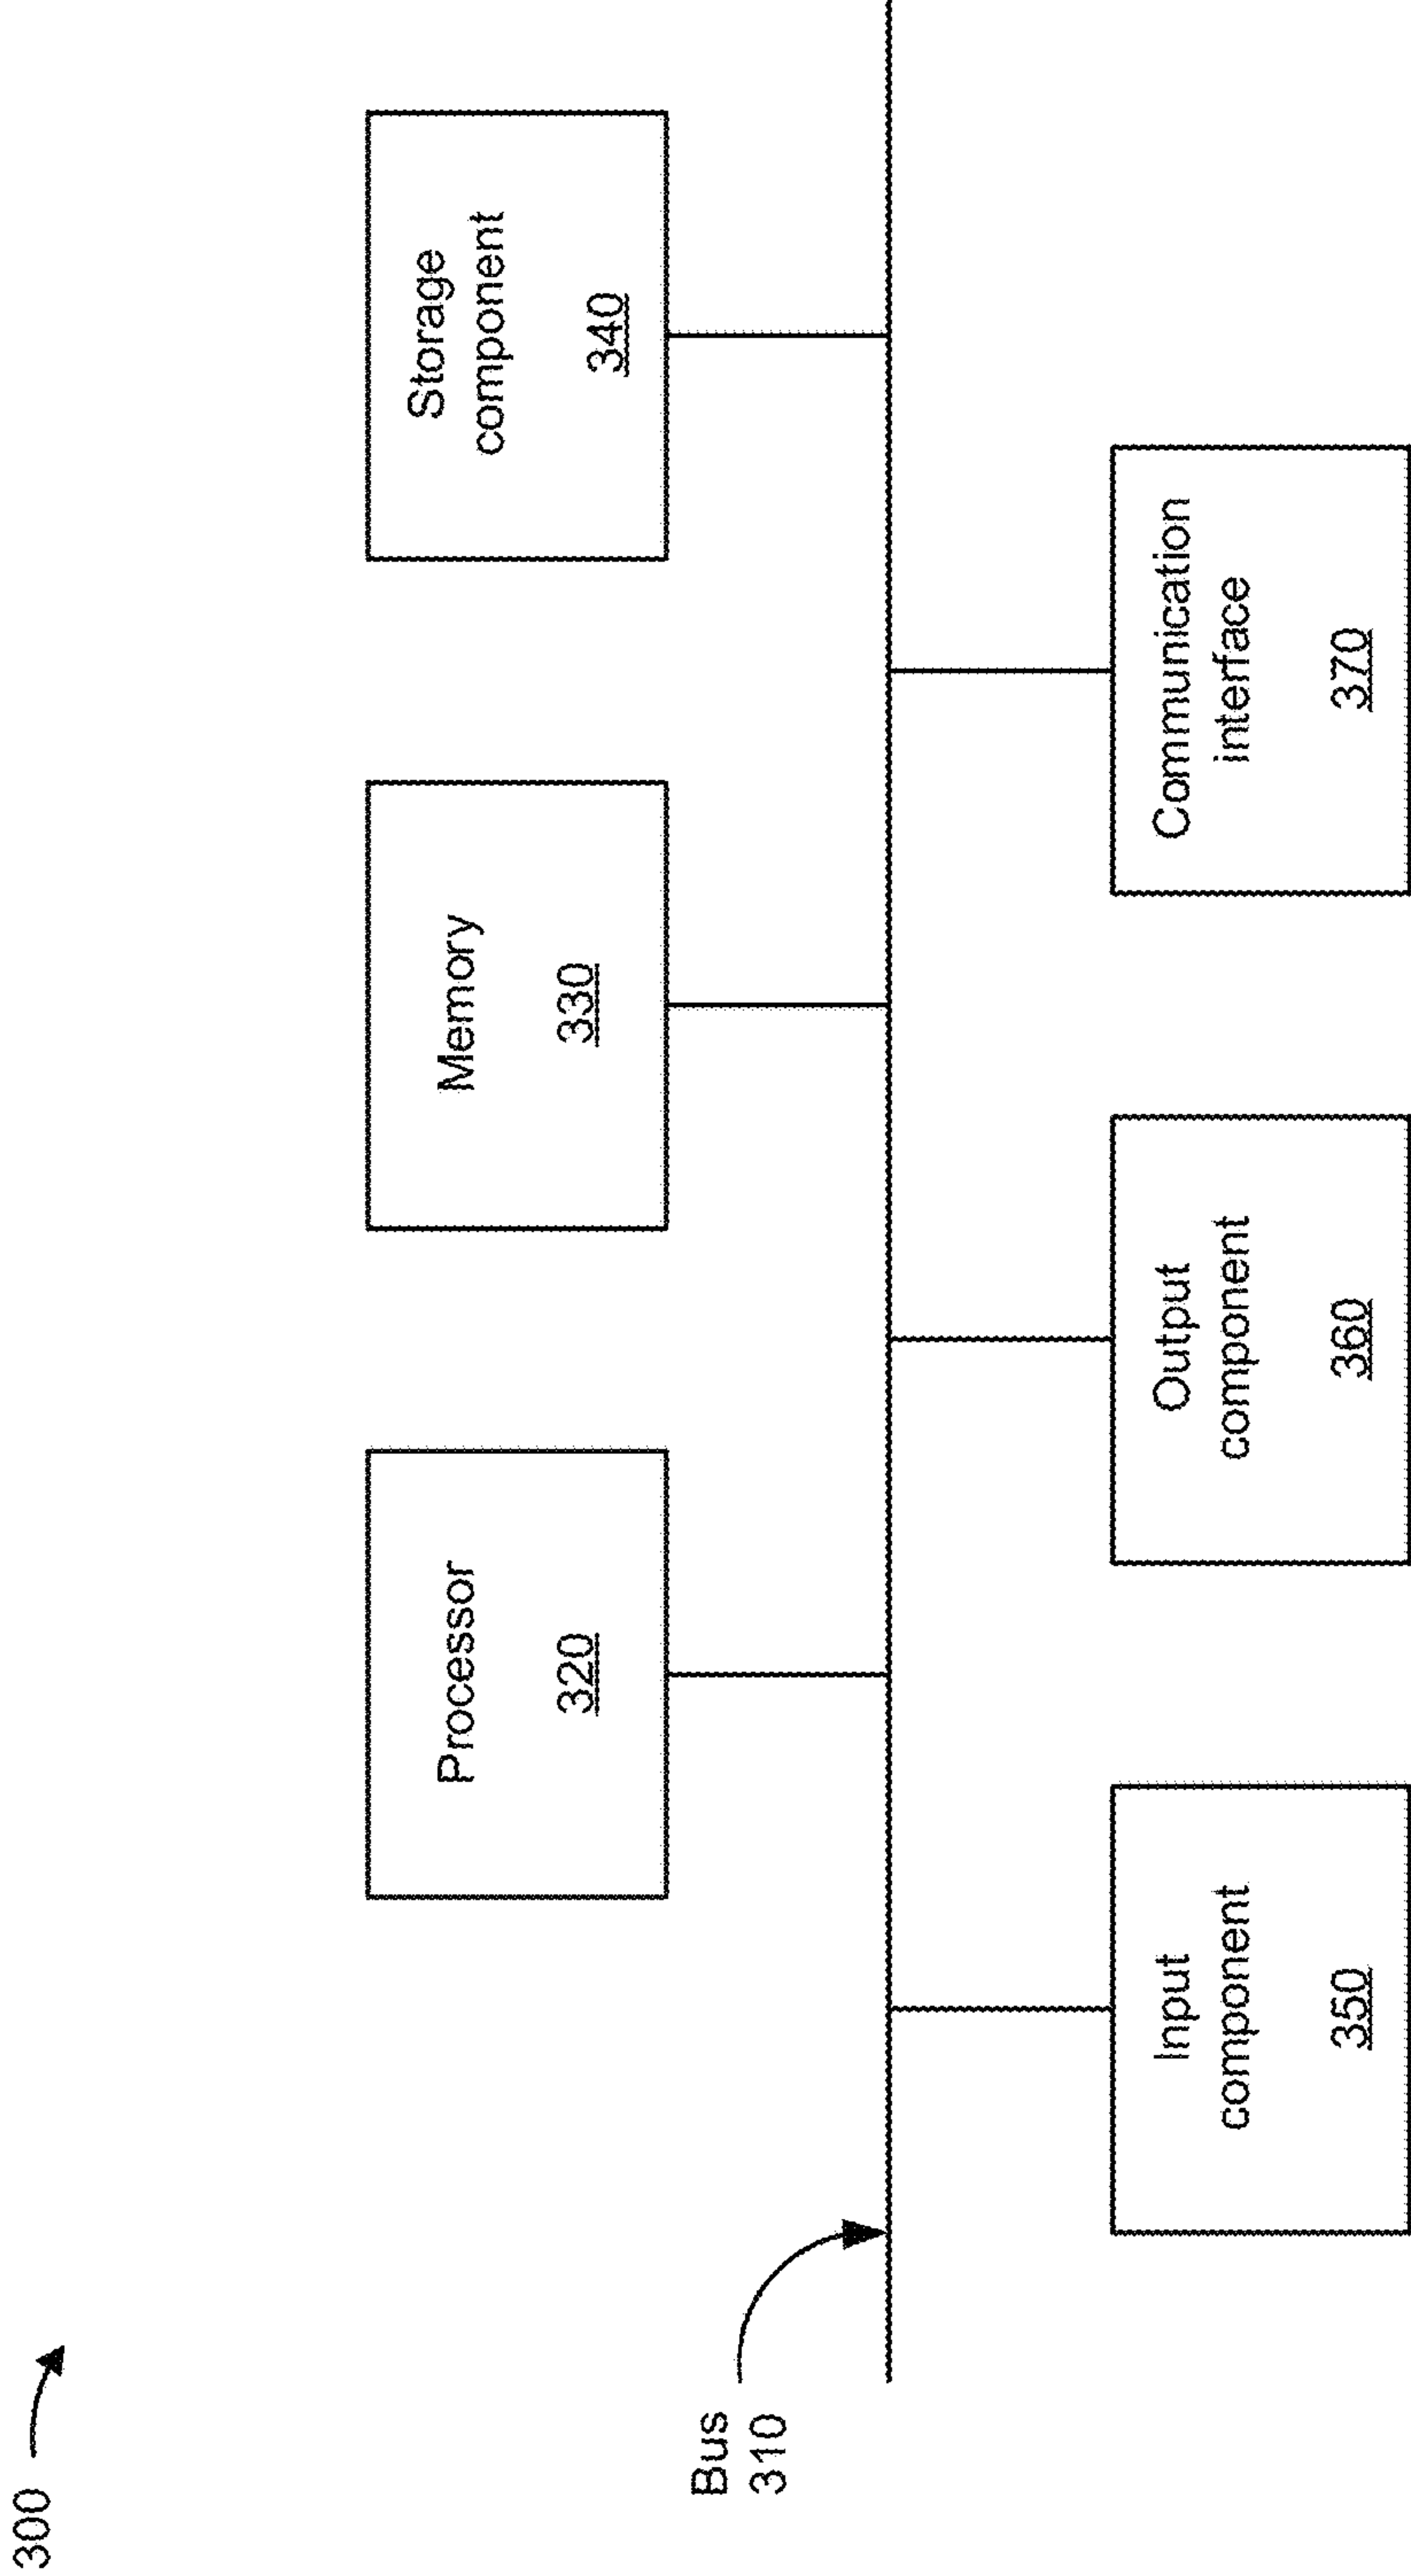 300
Bus
310
Processor
320
Memory
330
Storage
component
340
Input
component
350
Output
component
360
Communication
interface
370